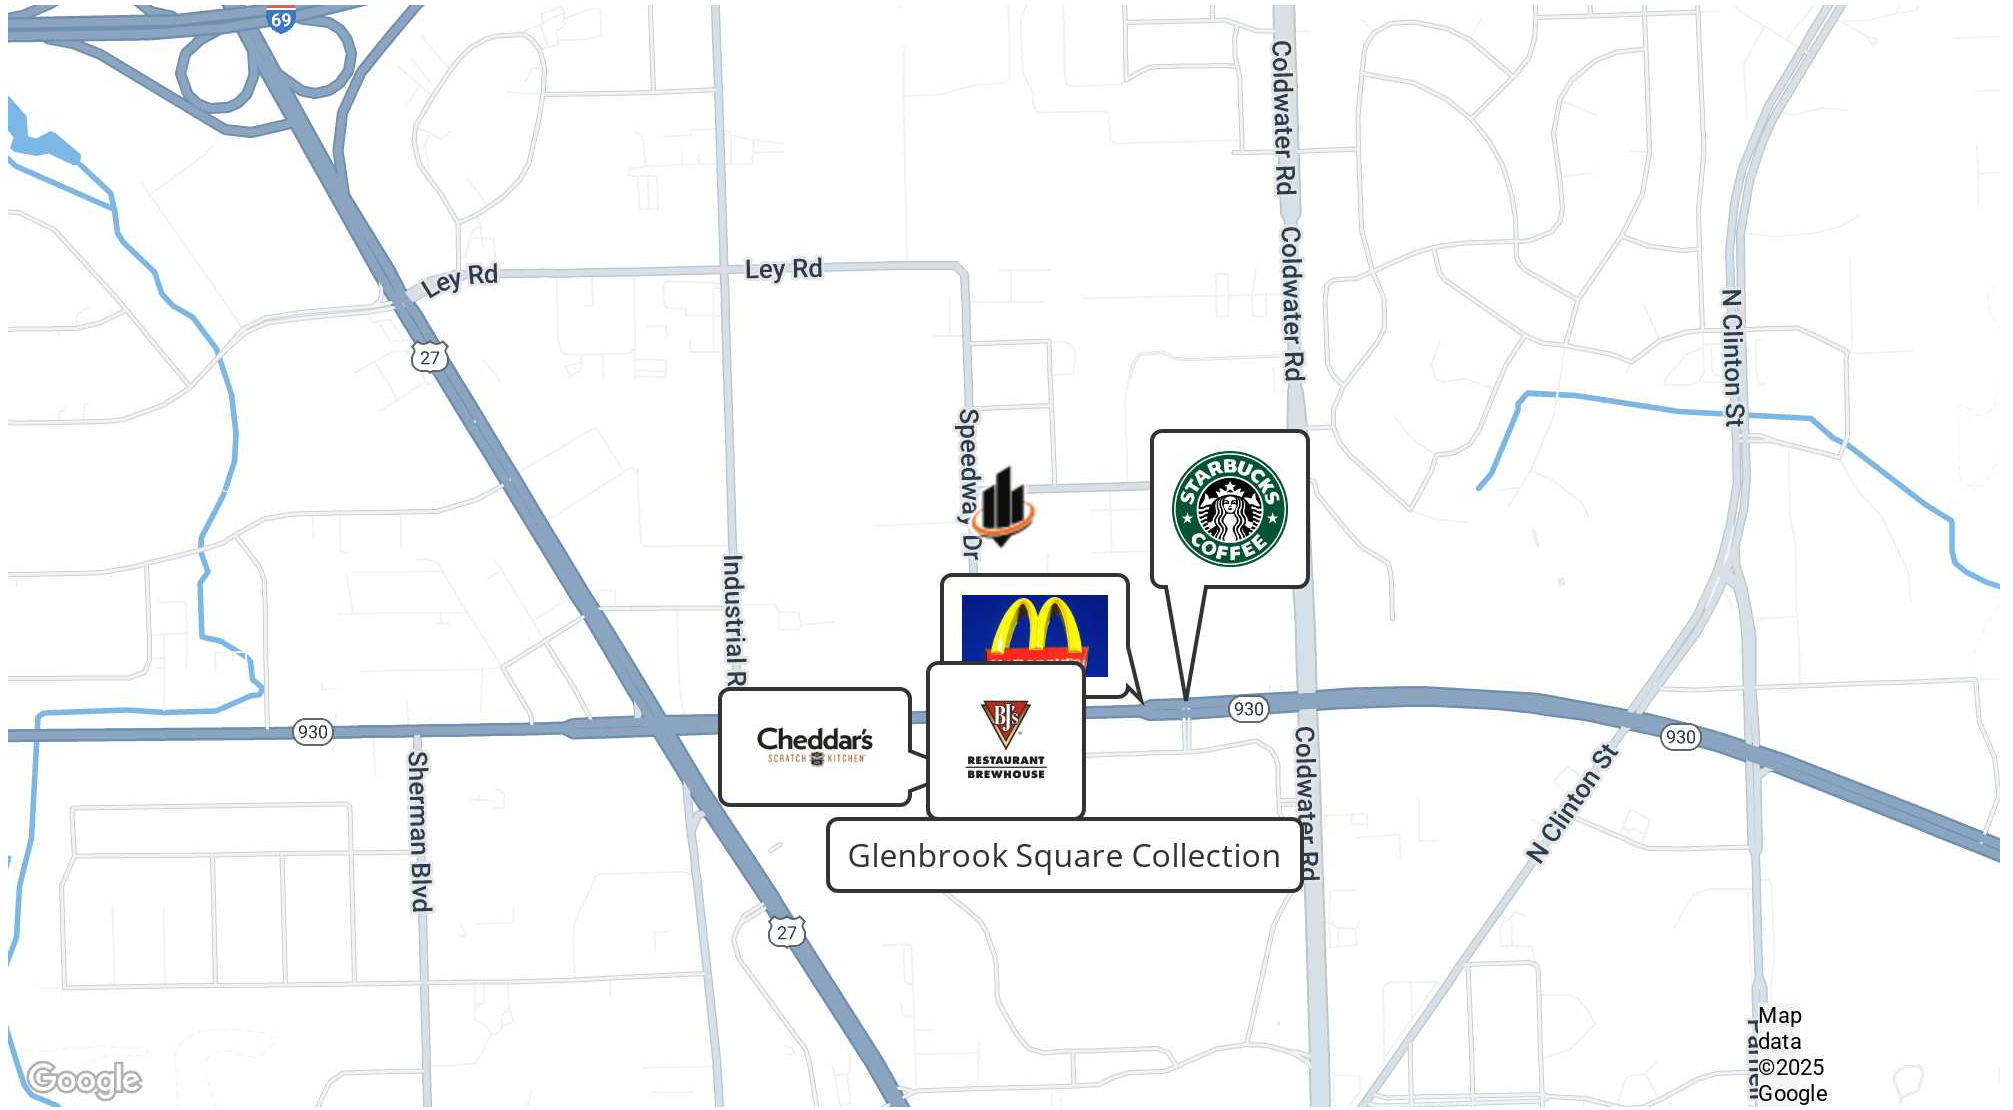 69
Coldwater Rd
Coldwater Rd
Ley Rd
Ley Rd
27
N Clinton St
Speedway Dr
STARBUCKS
COFFEE
Industrial R
930
930
930
Cheddar's
SCRATCH KITCHEN
BJ's
RESTAURANT
BREWHOUSE
Sherman Blvd
Coldwater Rd
N Clinton St
Glenbrook Square Collection
27
Google
Map
data
©2025
Google